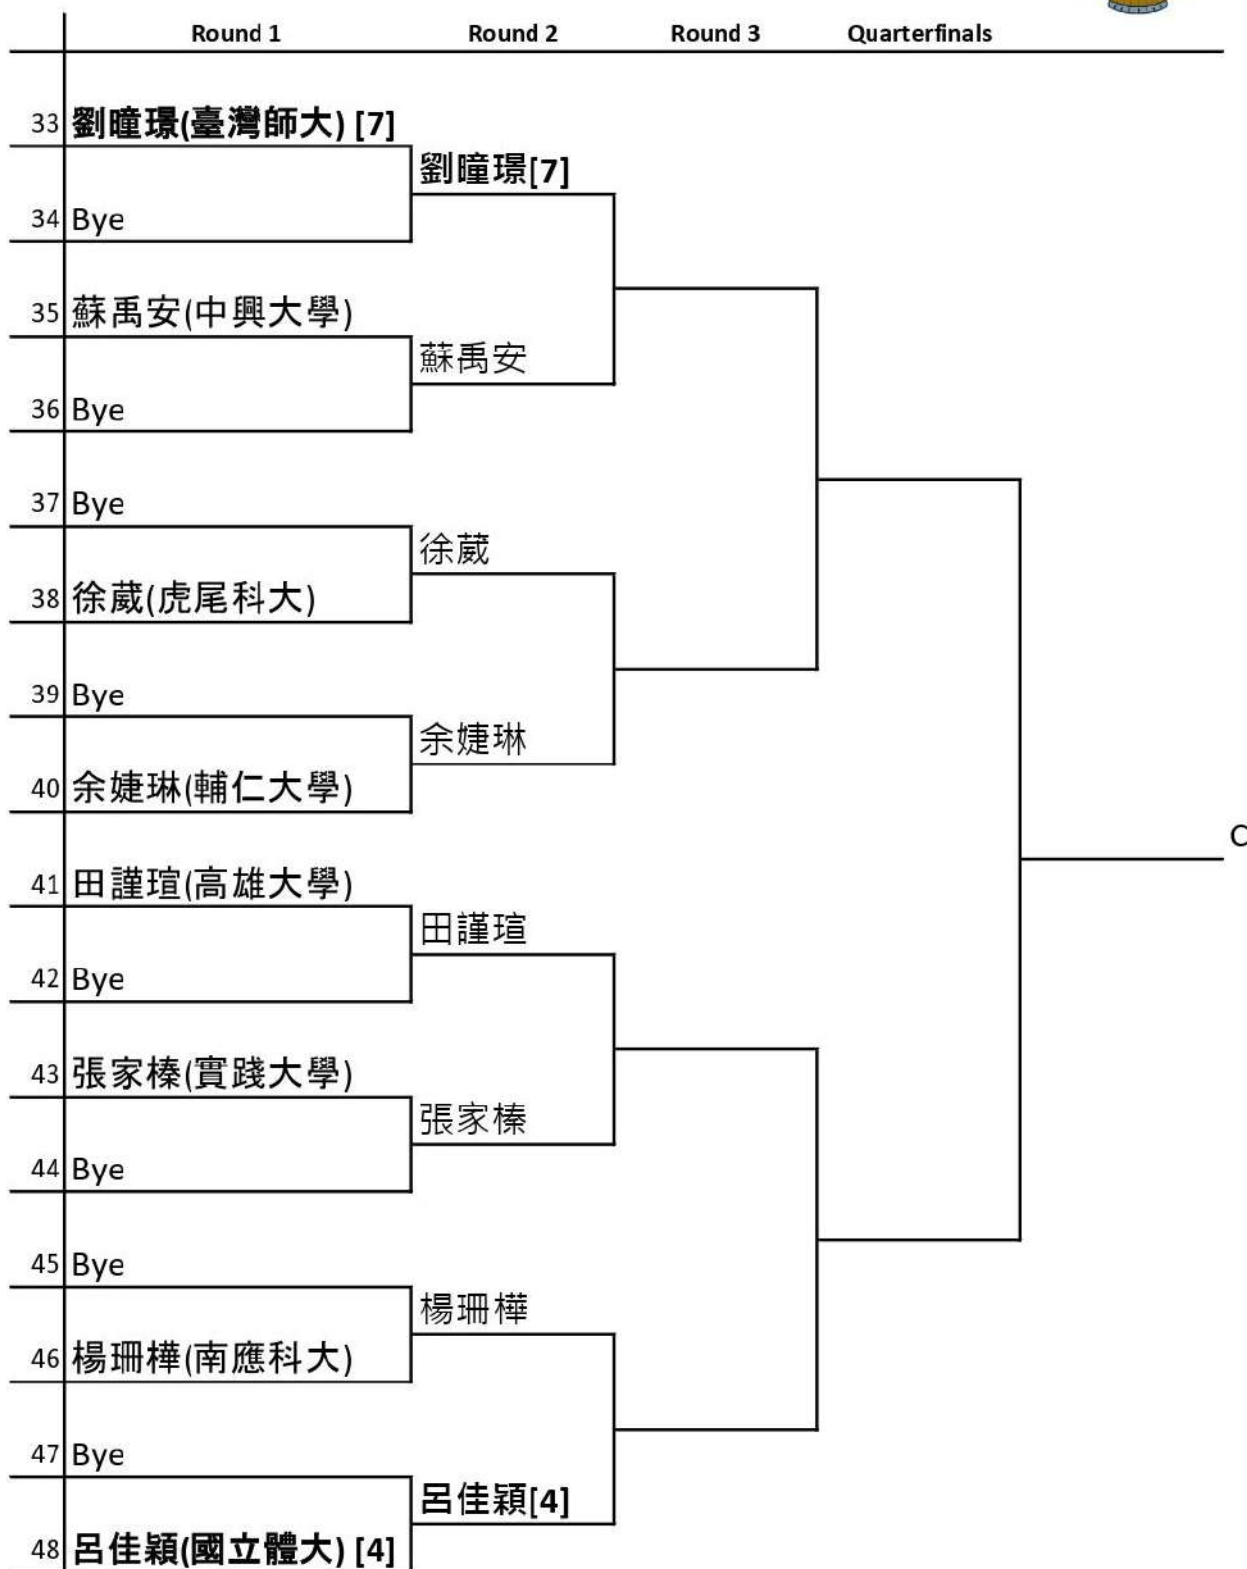 Round 1 Round 2 Round 3 Quarterfinals
33 劉曈璟(臺灣師大) [7]
劉曈璟[7]
34 Bye
35 蘇禹安(中興大學)
蘇禹安
36 Bye
37 Bye
徐葳
38 徐葳(虎尾科大)
39 Bye
余婕琳
40 余婕琳(輔仁大學)
C
41 田謹瑄(高雄大學)
田謹瑄
42 Bye
43 張家榛(實踐大學)
張家榛
44 Bye
45 Bye
楊珊樺
46 楊珊樺(南應科大)
47 Bye
呂佳穎[4]
48 呂佳穎(國立體大) [4]